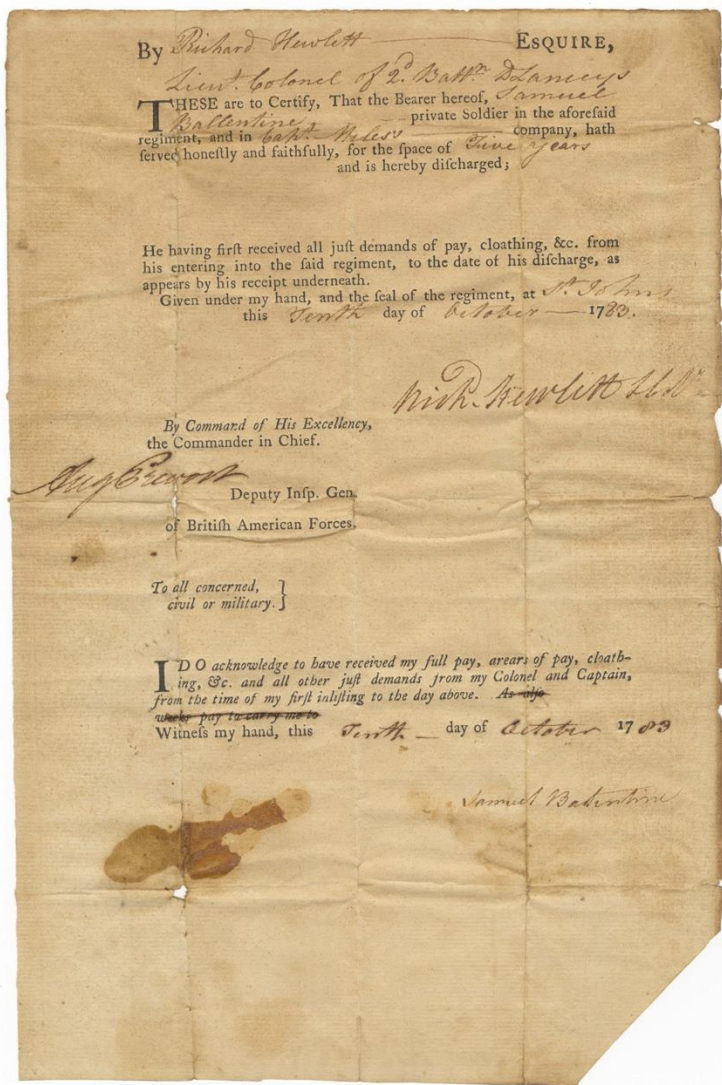 By Richard Hewlett ESQUIRE,
Lieut. Colonel of 2d. Battn DLanceys
THESE are to Certify, That the Bearer hereof, Samuel
Ballentine private Soldier in the aforeſaid
regiment, and in Capt. company, hath
ſerved honeſtly and faithfully, for the ſpace of Five years
and is hereby diſcharged;
He having firſt received all juſt demands of pay, cloathing, &c. from
his entering into the ſaid regiment, to the date of his diſcharge, as
appears by his receipt underneath.
Given under my hand, and the ſeal of the regiment, at St. Johns
this Tenth day of October — 1783.
Richd. Hewlett
By Command of His Excellency,
the Commander in Chief.
Aug Prevost
Deputy Inſp. Gen.
of Britiſh American Forces.
To all concerned,
civil or military. }
I DO acknowledge to have received my full pay, arears of pay, cloath-
ing, &c. and all other juſt demands from my Colonel and Captain,
from the time of my firſt inliſting to the day above. As alſo
weeks pay to carry me to
Witneſs my hand, this Tenth — day of October 1783
Samuel Balentine